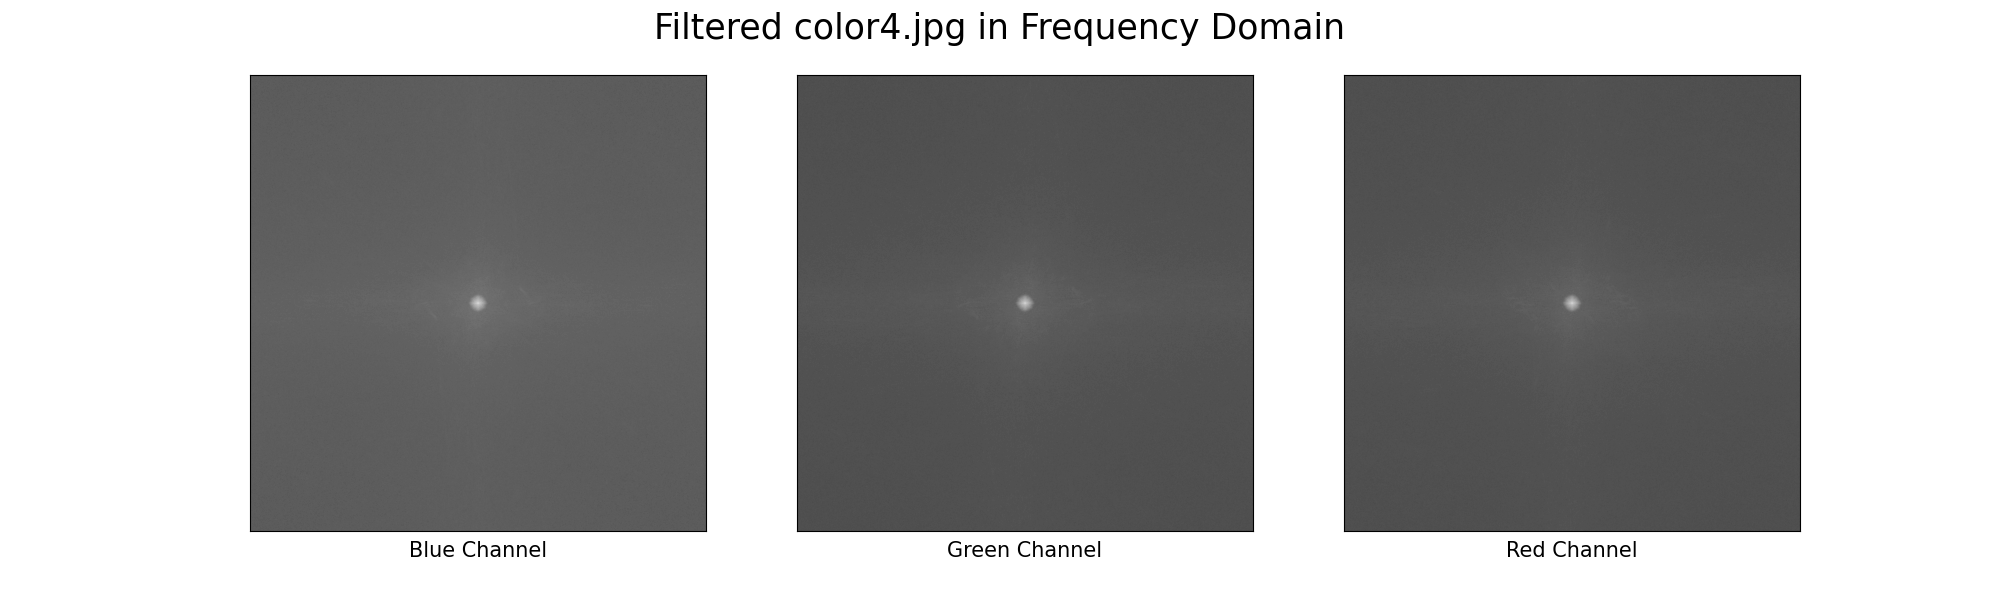 Filtered color4.jpg in Frequency Domain
Blue Channel
Green Channel
Red Channel